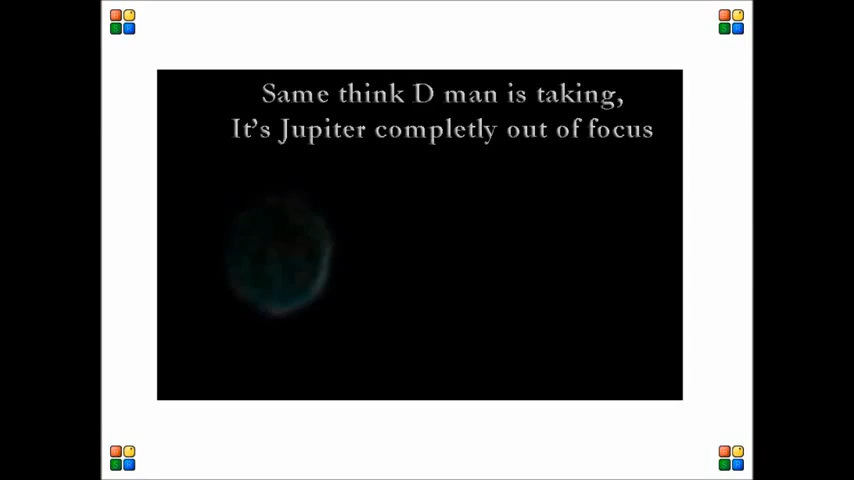 Same think D man is taking,
It's Jupiter completly out of focus